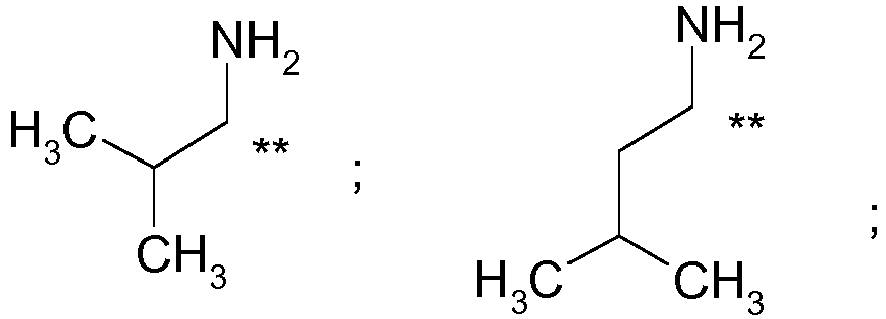 NH2
NH2
H3C
**
**
;
;
CH3
H3C
CH3